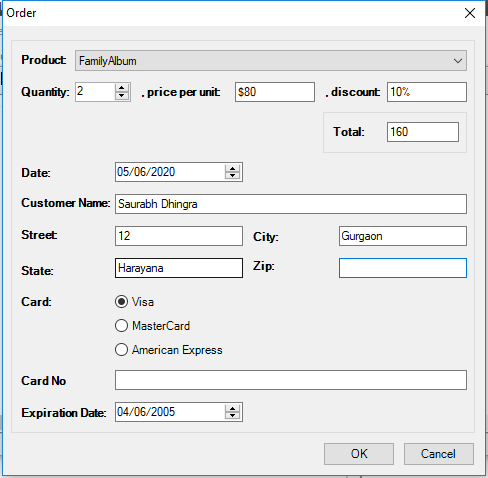 Order
Product: FamilyAlbum
Quantity: 2 , price per unit: $80 , discount: 10%
Total: 160
Date: 05/06/2020
Customer Name: Saurabh Dhingra
Street: 12 City: Gurgaon
State: Harayana Zip:
Card: Visa
MasterCard
American Express
Card No
Expiration Date: 04/06/2005
OK Cancel